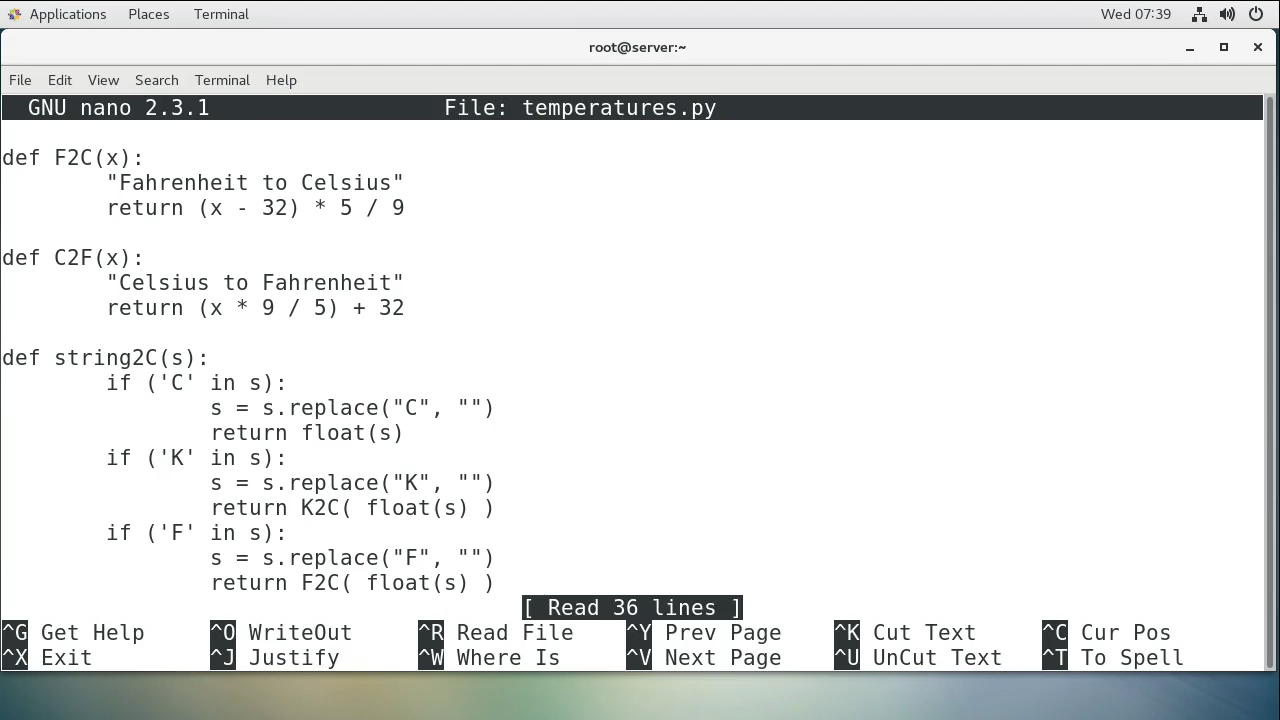 Applications Places Terminal Wed 07:39
root@server:~
File Edit View Search Terminal Help
GNU nano 2.3.1 File: temperatures.py
def F2C(x):
"Fahrenheit to Celsius"
return (x - 32) * 5 / 9
def C2F(x):
"Celsius to Fahrenheit"
return (x * 9 / 5) + 32
def string2C(s):
if ('C' in s):
s = s.replace("C", "")
return float(s)
if ('K' in s):
s = s.replace("K", "")
return K2C( float(s) )
if ('F' in s):
s = s.replace("F", "")
return F2C( float(s) )
[ Read 36 lines ]
^G Get Help ^O WriteOut ^R Read File ^Y Prev Page ^K Cut Text ^C Cur Pos
^X Exit ^J Justify ^W Where Is ^V Next Page ^U UnCut Text ^T To Spell